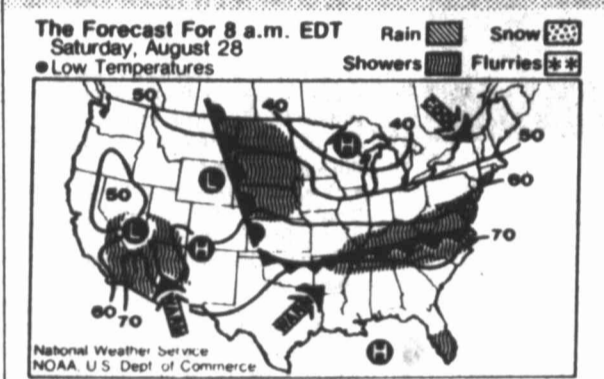 The Forecast For 8 a.m. EDT
Saturday, August 28
Low Temperatures
Rain Snow
Showers Flurries
50 40 40 50
60
50
70
L
H
L
H
60 70
WARM
H
National Weather Service
NOAA, U S Dept of Commerce